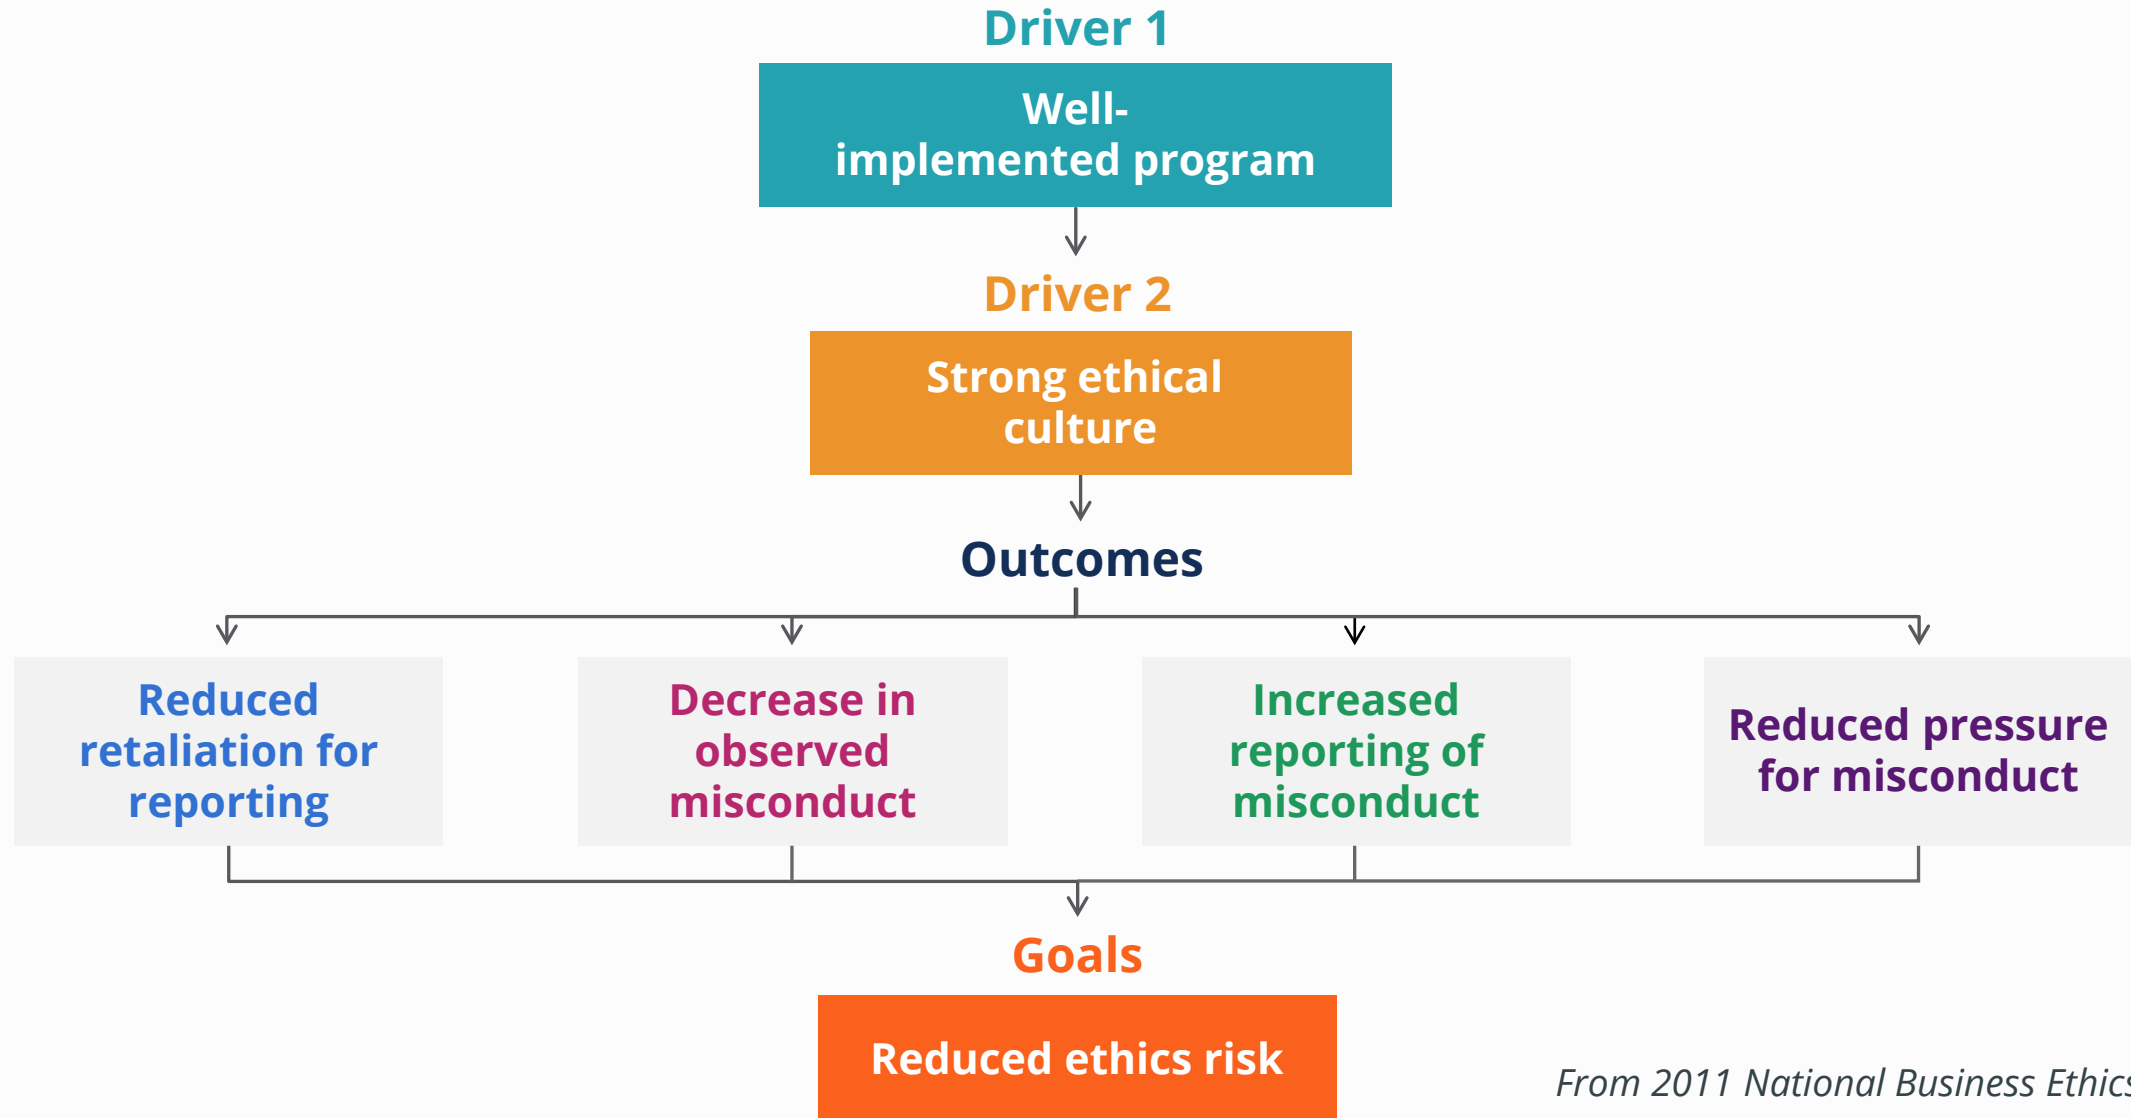 Driver 1
Well-
implemented program
Driver 2
Strong ethical
culture
Outcomes
Reduced
retaliation for
reporting
Decrease in
observed
misconduct
Increased
reporting of
misconduct
Reduced pressure
for misconduct
Goals
Reduced ethics risk
From 2011 National Business Ethics